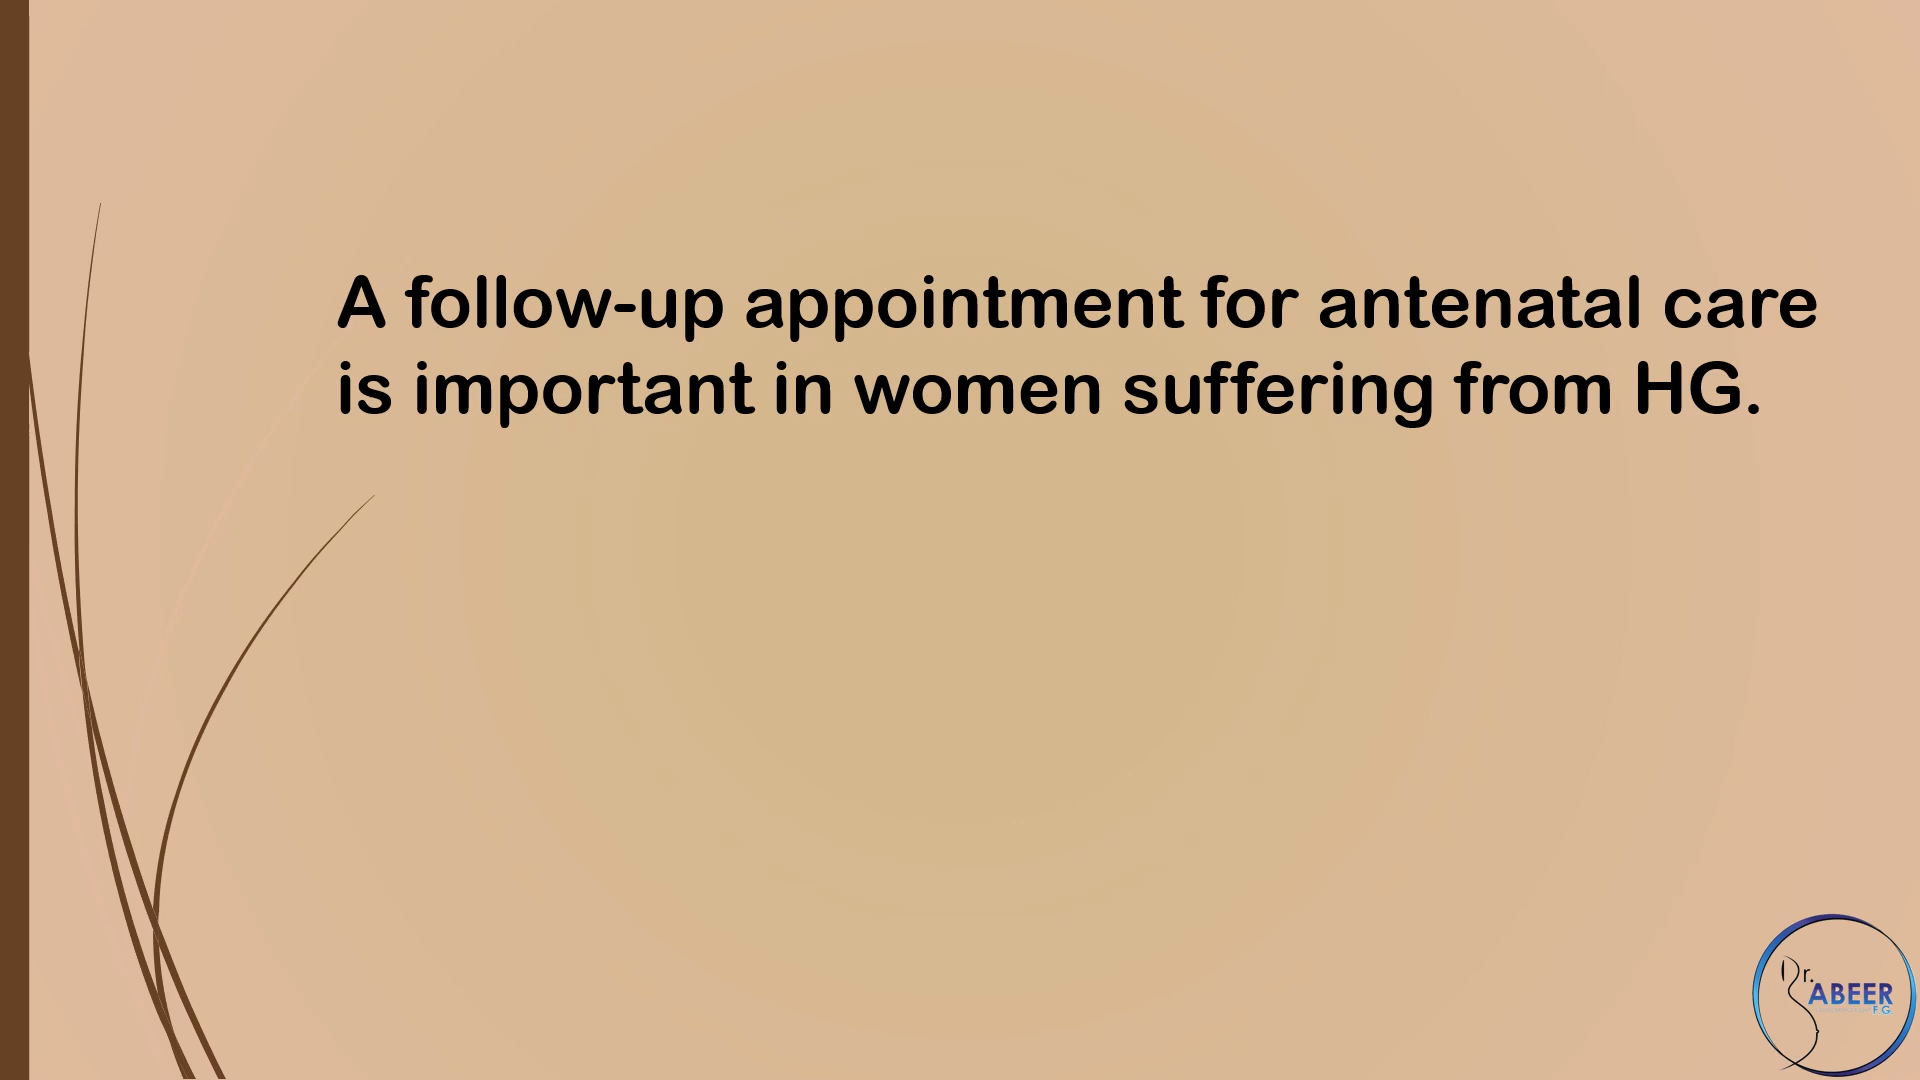 A follow-up appointment for antenatal care
is important in women suffering from HG.
Dr.
ABEER
F.G.